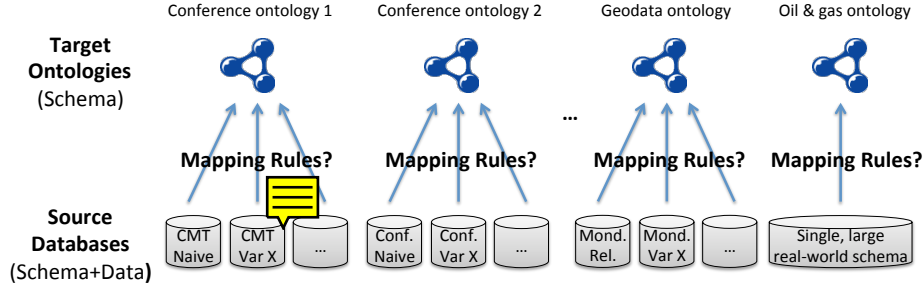 Conference ontology 1
Conference ontology 2
Geodata ontology
Oil & gas ontology
Target
Ontologies
(Schema)
...
Mapping Rules?
Mapping Rules?
Mapping Rules?
Mapping Rules?
Source
Databases
(Schema+Data)
CMT
Naive
CMT
Var X
...
Conf.
Naive
Conf.
Var X
...
Mond.
Rel.
Mond.
Var X
...
Single, large
real-world schema